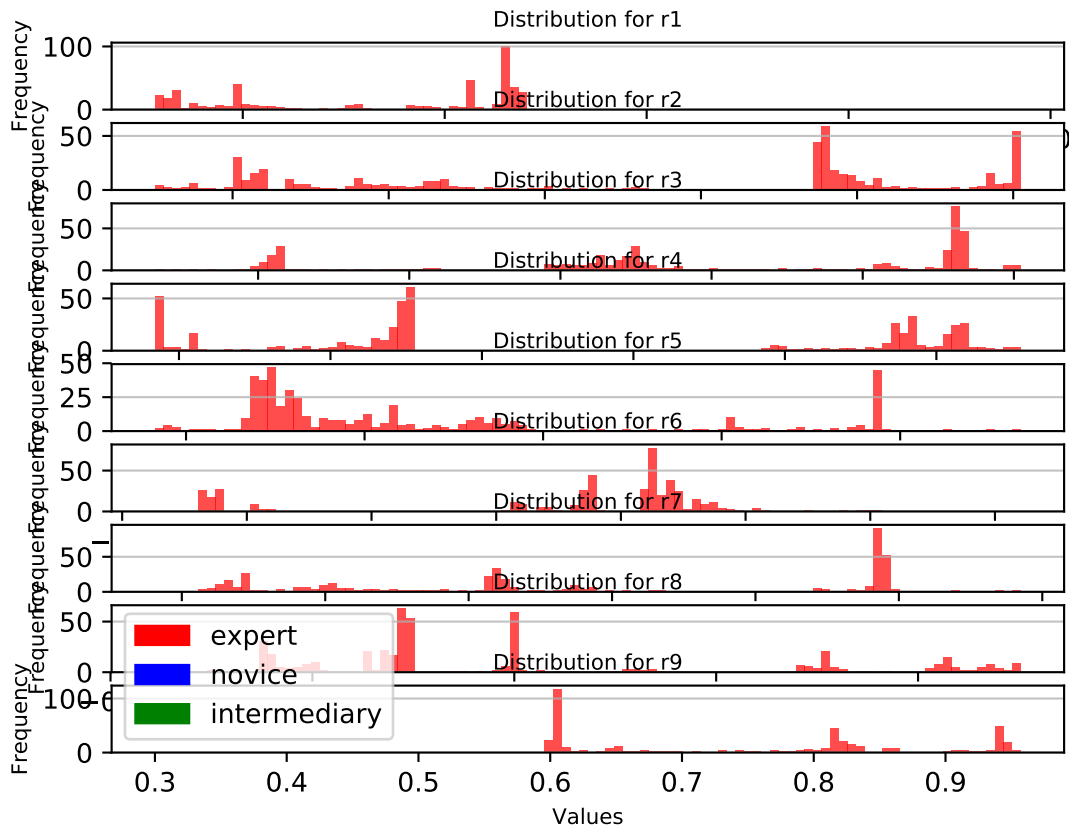 Distribution for r1
Frequency
100
0
Distribution for r2
Frequency
50
0
Distribution for r3
Frequency
50
0
Distribution for r4
Frequency
50
0
Distribution for r5
Frequency
50
25
0
Distribution for r6
Frequency
50
0
Distribution for r7
Frequency
50
0
Distribution for r8
Frequency
50
0
Distribution for r9
Frequency
100
0
expert
novice
intermediary
0.3 0.4 0.5 0.6 0.7 0.8 0.9
Values